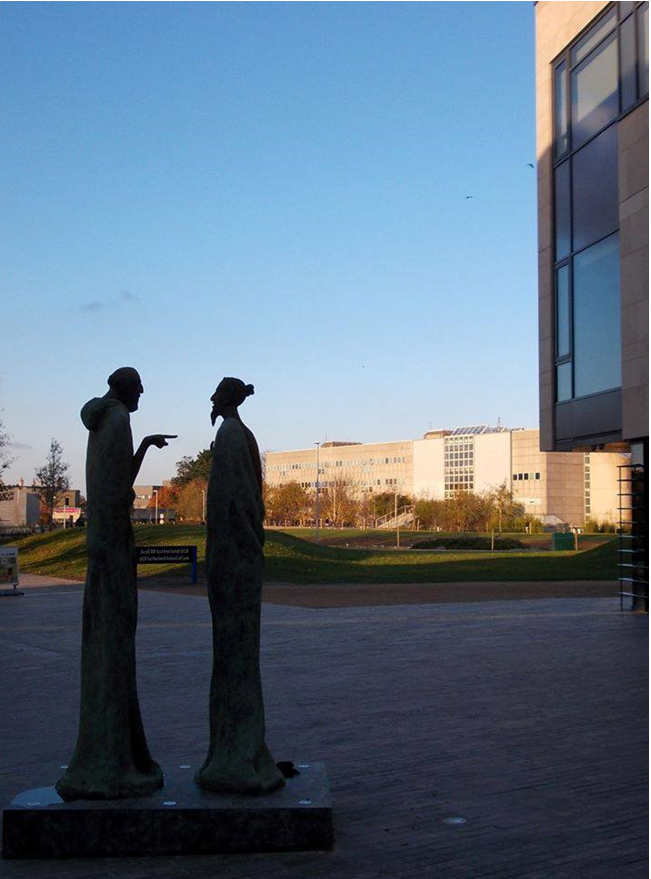 Scoil Dlí Sutherland UCD
UCD Sutherland School of Law